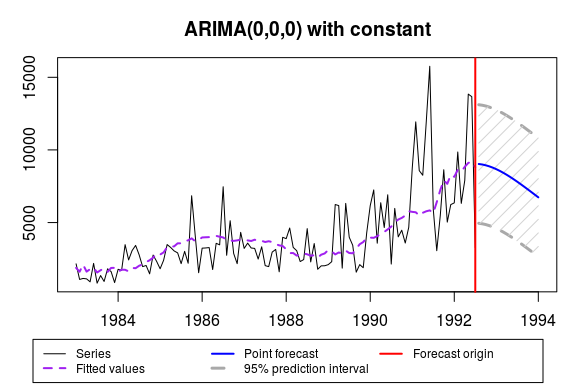 ARIMA(0,0,0) with constant
15000
10000
5000
1984 1986 1988 1990 1992 1994
Series Point forecast Forecast origin
Fitted values 95% prediction interval